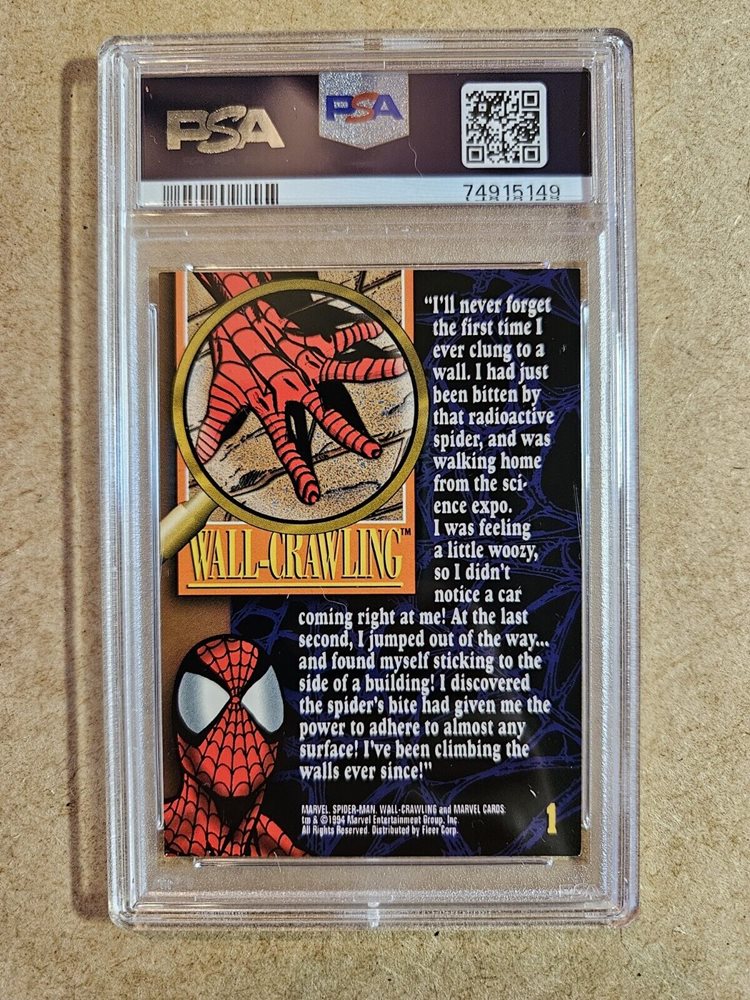 PSA
PSA
74915149
"I'll never forget
the first time I
ever clung to a
wall. I had just
been bitten by
that radioactive
spider, and was
walking home
from the sci-
ence expo.
I was feeling
a little woozy,
so I didn't
notice a car
coming right at me! At the last
second, I jumped out of the way...
and found myself sticking to the
side of a building! I discovered
the spider's bite had given me the
power to adhere to almost any
surface! I've been climbing the
walls ever since!"
WALL-CRAWLING™
MARVEL, SPIDER-MAN, WALL-CRAWLING and MARVEL CARDS:
tm & ©1994 Marvel Entertainment Group, Inc.
All Rights Reserved. Distributed by Fleer Corp.
1